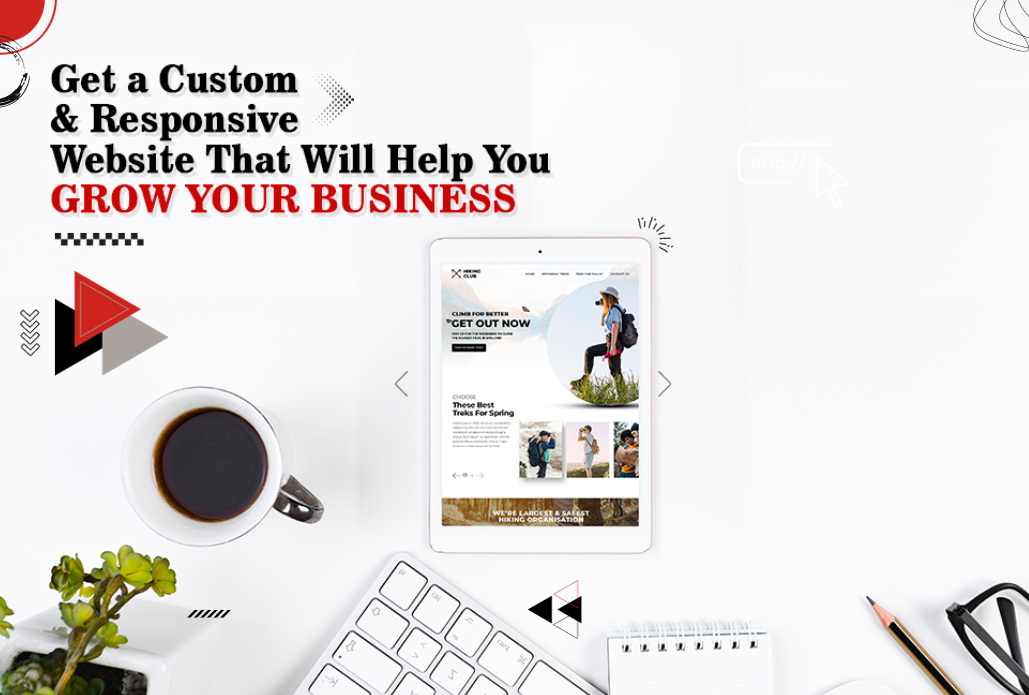 Get a Custom
& Responsive
Website That Will Help You
GROW YOUR BUSINESS
http://
HIKING
CLUB
HOME
CLIMB FOR BETTER
GET OUT NOW
CHOOSE
These Best
Treks For Spring
WE'RE LARGEST & SAFEST
HIKING ORGANISATION